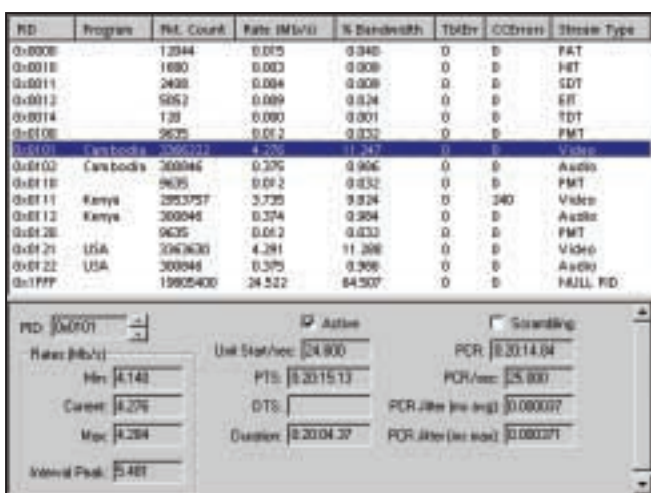 PID Program Pkt. Count Rate (Mb/s) % Bandwidth TblErr CCErrors Stream Type
0x0000 12844 0.015 0.040 0 0 PAT
0x0010 1600 0.003 0.008 0 0 NIT
0x0011 2408 0.004 0.008 0 0 SDT
0x0012 5052 0.009 0.024 0 0 EIT
0x0014 120 0.000 0.001 0 0 TDT
0x0100 9635 0.012 0.032 0 0 PMT
0x0101 Cambodia 3366222 4.276 11.247 0 0 Video
0x0102 Cambodia 300846 0.375 0.986 0 0 Audio
0x0110 9635 0.012 0.032 0 0 PMT
0x0111 Kenya 2953757 3.735 9.824 0 240 Video
0x0112 Kenya 300846 0.374 0.984 0 0 Audio
0x0120 9635 0.012 0.032 0 0 PMT
0x0121 USA 3363630 4.291 11.288 0 0 Video
0x0122 USA 300846 0.375 0.986 0 0 Audio
0x1FFF 19805400 24.522 64.507 0 0 NULL PID
PID: 0x0101 Active Scrambling
Rates (Mb/s) Unit Start/sec: 24.800 PCR: 0:20:14.84
Min: 4.140 PTS: 0:20:15.13 PCR/sec: 25.000
Current: 4.276 DTS: PCR Jitter (ms avg): 0.000037
Max: 4.284 Duration: 0:20:04.37 PCR Jitter (ms max): 0.000371
Interval Peak: 5.481